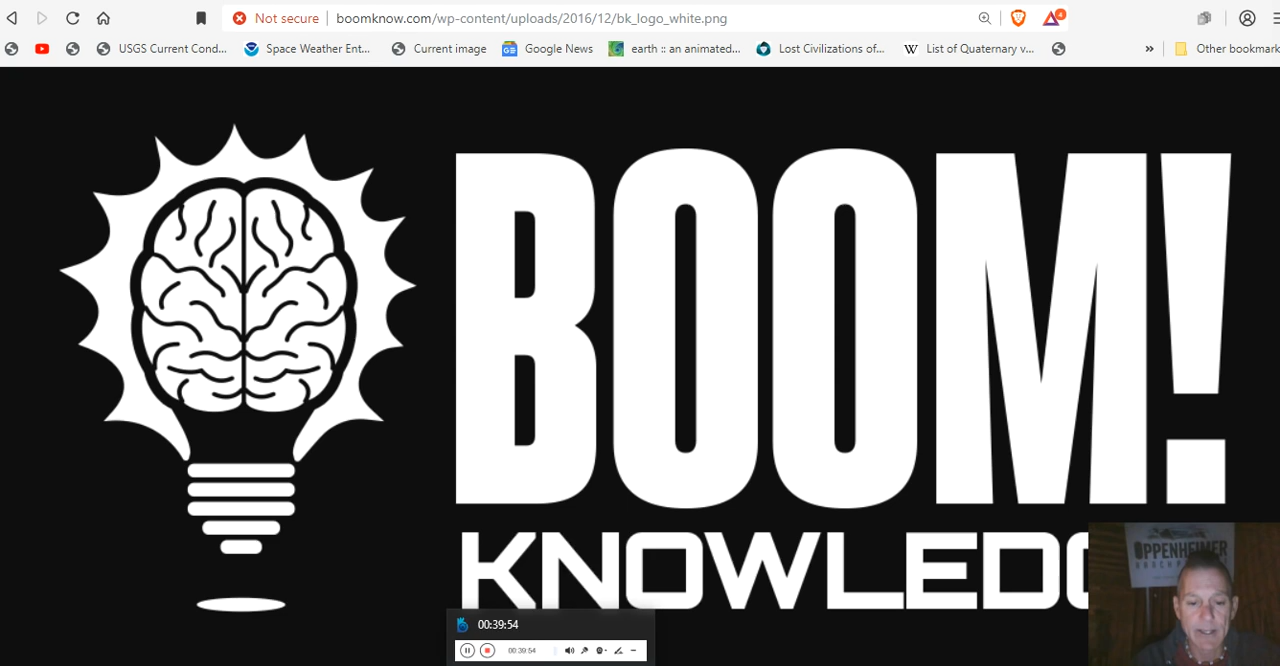 Not secure boomknow.com/wp-content/uploads/2016/12/bk_logo_white.png 4
USGS Current Cond... Space Weather Ent... Current image Google News earth :: an animated... Lost Civilizations of... W List of Quaternary v... » Other bookmark
BOOM!
KNOWLEDG
OPPENHEIMER
RANCH P
00:39:54
00:39:54